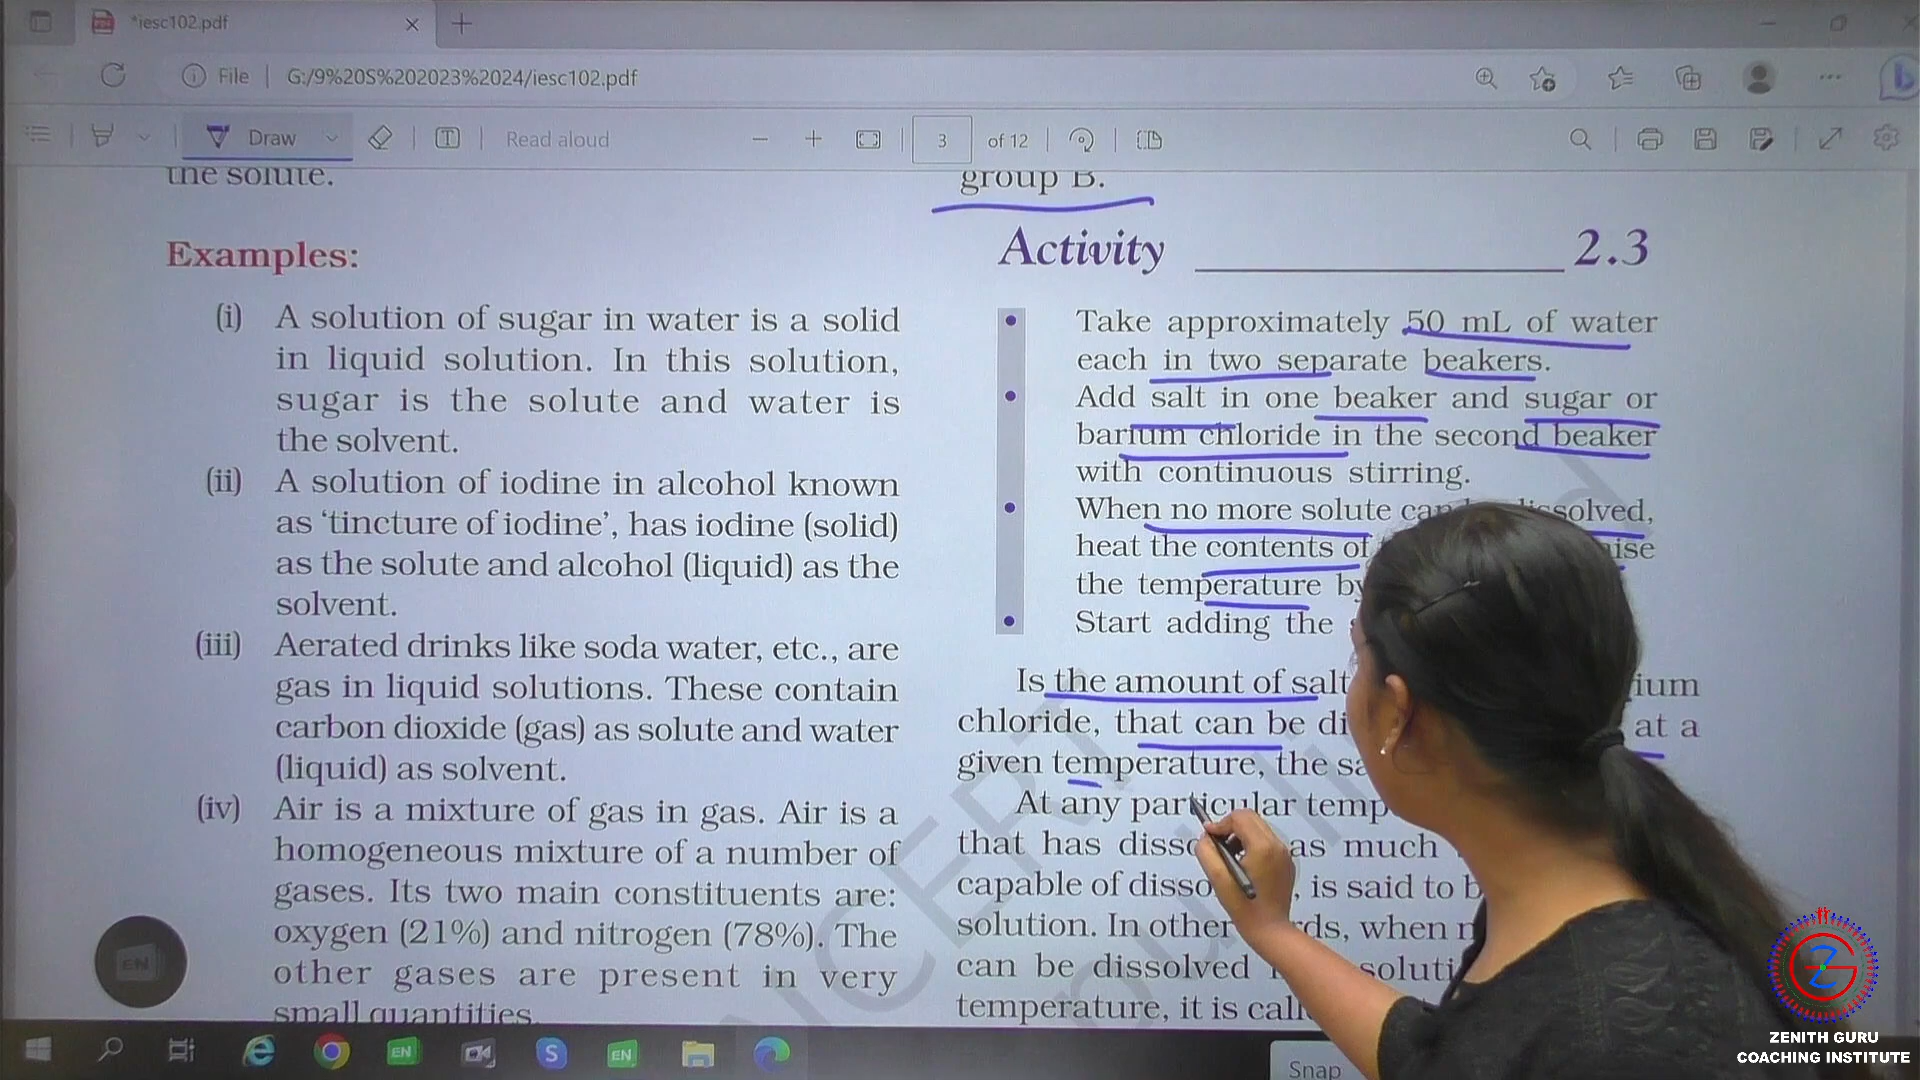 *iesc102.pdf
File
G:/9%20S%202023%2024/iesc102.pdf
Draw
Read aloud
3
of 12
the solute.
Examples:
(i) A solution of sugar in water is a solid
in liquid solution. In this solution,
sugar is the solute and water is
the solvent.
(ii) A solution of iodine in alcohol known
as ‘tincture of iodine’, has iodine (solid)
as the solute and alcohol (liquid) as the
solvent.
(iii) Aerated drinks like soda water, etc., are
gas in liquid solutions. These contain
carbon dioxide (gas) as solute and water
(liquid) as solvent.
(iv) Air is a mixture of gas in gas. Air is a
homogeneous mixture of a number of
gases. Its two main constituents are:
oxygen (21%) and nitrogen (78%). The
other gases are present in very
small quantities.
group B.
Activity 2.3
• Take approximately 50 mL of water
each in two separate beakers.
• Add salt in one beaker and sugar or
barium chloride in the second beaker
with continuous stirring.
• When no more solute can dissolved,
heat the contents of
the temperature
• Start adding the
Is the amount of salt
chloride, that can be at a
given temperature, the
At any particular
that has as much
capable of is said to
solution. In other when
can be dissolved
temperature, it is
NCERT
EN
EN
EN
Snap
ZENITH GURU
COACHING INSTITUTE